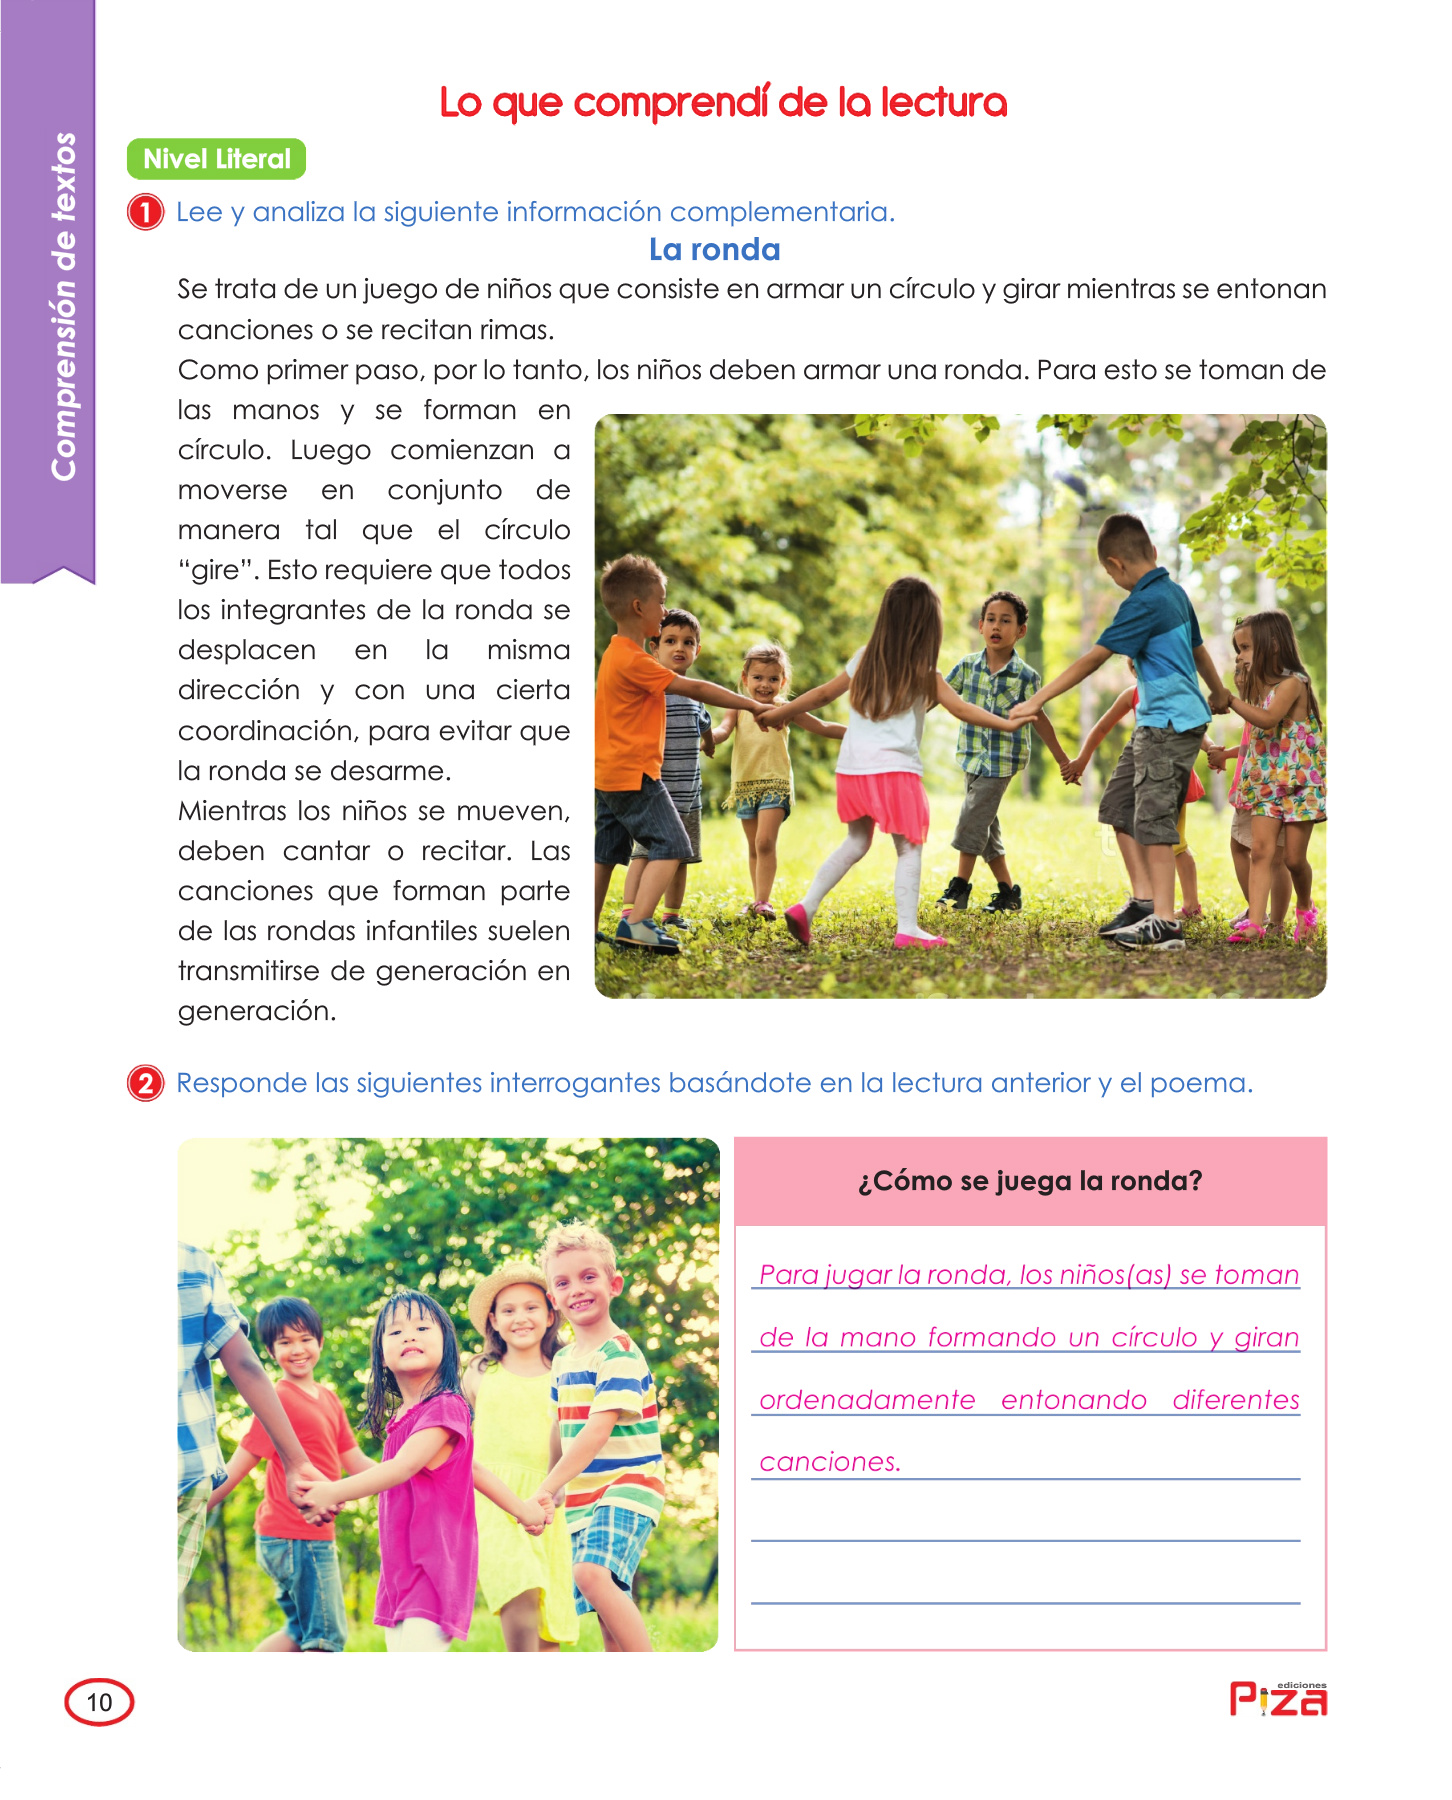 Comprensión de textos
Lo que comprendí de la lectura
Nivel Literal
1 Lee y analiza la siguiente información complementaria.
La ronda
Se trata de un juego de niños que consiste en armar un círculo y girar mientras se entonan
canciones o se recitan rimas.
Como primer paso, por lo tanto, los niños deben armar una ronda. Para esto se toman de
las manos y se forman en
círculo. Luego comienzan a
moverse en conjunto de
manera tal que el círculo
“gire”. Esto requiere que todos
los integrantes de la ronda se
desplacen en la misma
dirección y con una cierta
coordinación, para evitar que
la ronda se desarme.
Mientras los niños se mueven,
deben cantar o recitar. Las
canciones que forman parte
de las rondas infantiles suelen
transmitirse de generación en
generación.
2 Responde las siguientes interrogantes basándote en la lectura anterior y el poema.
¿Cómo se juega la ronda?
Para jugar la ronda, los niños(as) se toman
de la mano formando un círculo y giran
ordenadamente entonando diferentes
canciones.
10
ediciones
Piza